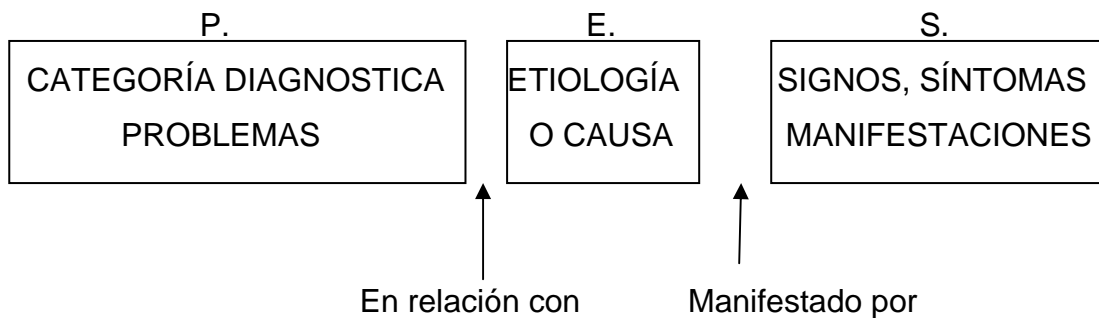 P. E. S.
CATEGORÍA DIAGNOSTICA ETIOLOGÍA SIGNOS, SÍNTOMAS
PROBLEMAS O CAUSA MANIFESTACIONES
En relación con Manifestado por